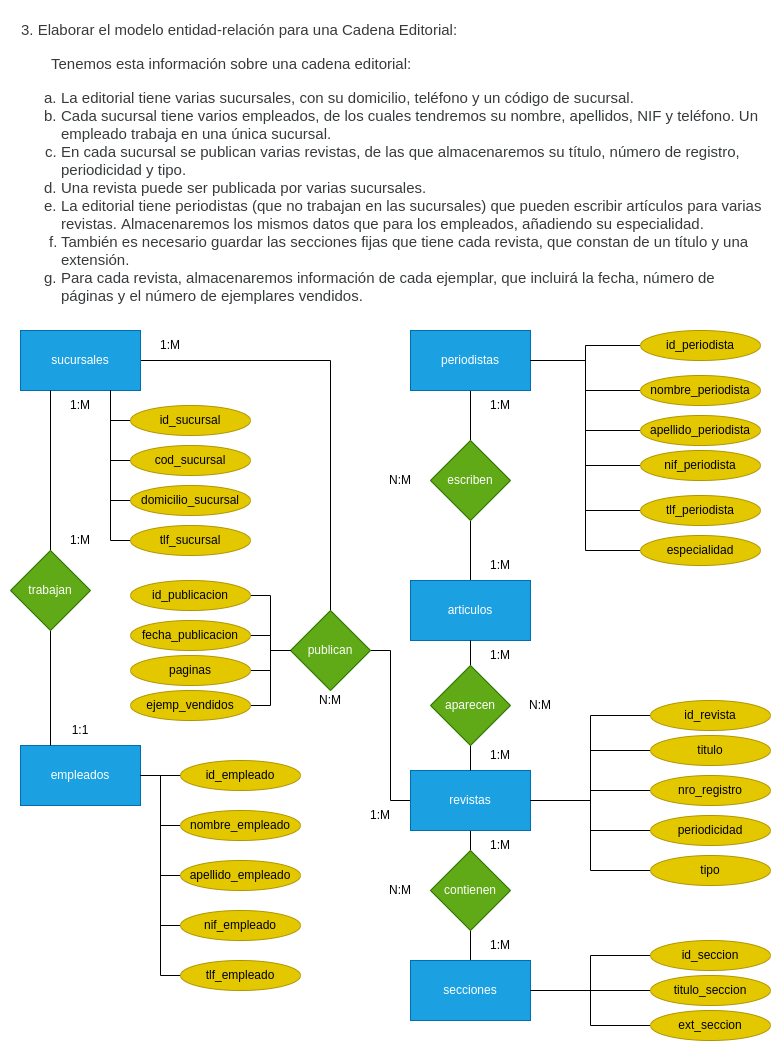 3. Elaborar el modelo entidad-relación para una Cadena Editorial:
Tenemos esta información sobre una cadena editorial:
a. La editorial tiene varias sucursales, con su domicilio, teléfono y un código de sucursal.
b. Cada sucursal tiene varios empleados, de los cuales tendremos su nombre, apellidos, NIF y teléfono. Un
empleado trabaja en una única sucursal.
c. En cada sucursal se publican varias revistas, de las que almacenaremos su título, número de registro,
periodicidad y tipo.
d. Una revista puede ser publicada por varias sucursales.
e. La editorial tiene periodistas (que no trabajan en las sucursales) que pueden escribir artículos para varias
revistas. Almacenaremos los mismos datos que para los empleados, añadiendo su especialidad.
f. También es necesario guardar las secciones fijas que tiene cada revista, que constan de un título y una
extensión.
g. Para cada revista, almacenaremos información de cada ejemplar, que incluirá la fecha, número de
páginas y el número de ejemplares vendidos.
sucursales
1:M
1:M
id_sucursal
cod_sucursal
domicilio_sucursal
tlf_sucursal
1:M
trabajan
1:1
empleados
id_empleado
nombre_empleado
apellido_empleado
nif_empleado
tlf_empleado
id_publicacion
fecha_publicacion
paginas
ejemp_vendidos
publican
N:M
1:M
periodistas
id_periodista
nombre_periodista
apellido_periodista
nif_periodista
tlf_periodista
especialidad
1:M
N:M
escriben
1:M
articulos
1:M
aparecen
N:M
1:M
revistas
id_revista
titulo
nro_registro
periodicidad
tipo
1:M
N:M
contienen
1:M
secciones
id_seccion
titulo_seccion
ext_seccion